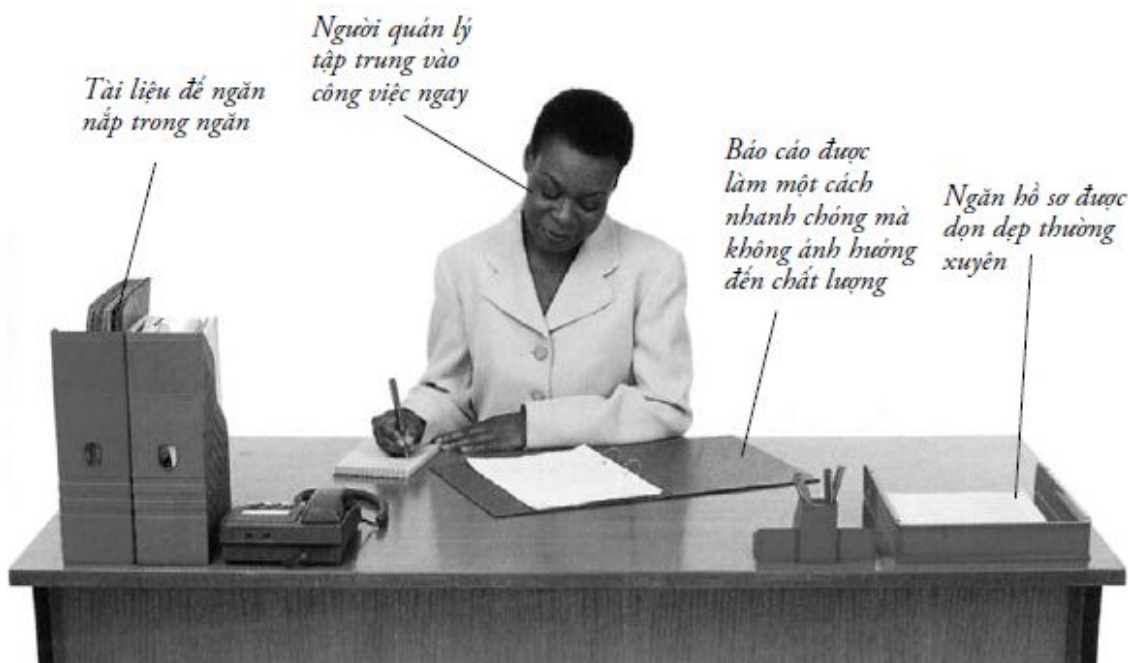 Tài liệu để ngăn
nắp trong ngăn
Người quản lý
tập trung vào
công việc ngay
Báo cáo được
làm một cách
nhanh chóng mà
không ảnh hưởng
đến chất lượng
Ngăn hồ sơ được
dọn dẹp thường
xuyên